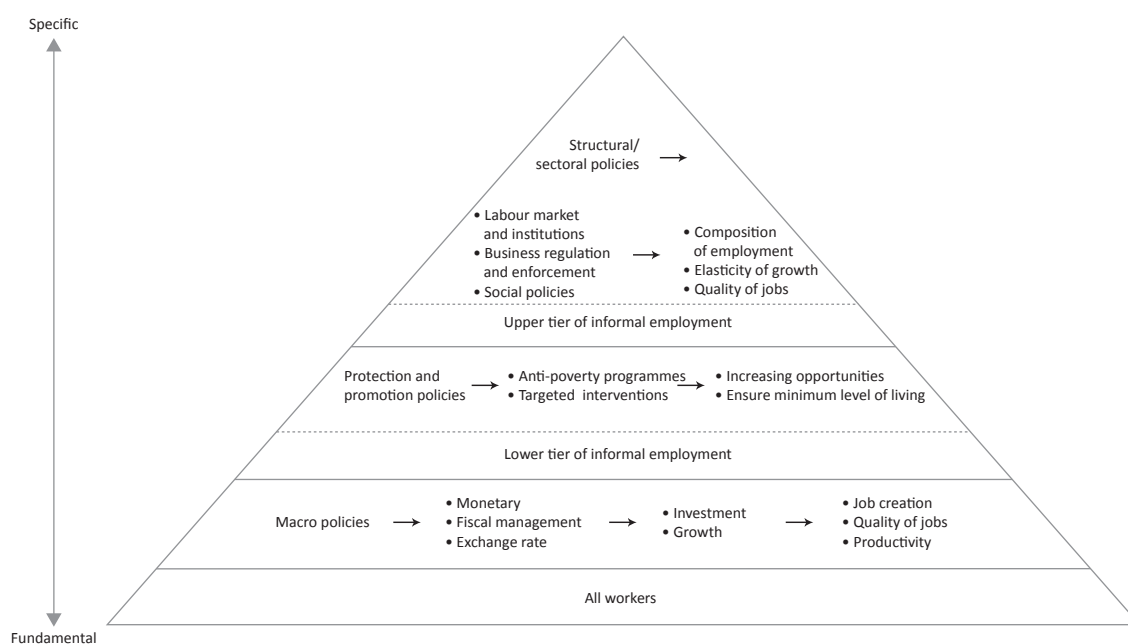 Specific
Structural/
sectoral policies
• Labour market
and institutions
• Business regulation
and enforcement
• Social policies
• Composition
of employment
• Elasticity of growth
• Quality of jobs
Upper tier of informal employment
Protection and
promotion policies
• Anti-poverty programmes
• Targeted interventions
• Increasing opportunities
• Ensure minimum level of living
Lower tier of informal employment
Macro policies
• Monetary
• Fiscal management
• Exchange rate
• Investment
• Growth
• Job creation
• Quality of jobs
• Productivity
All workers
Fundamental